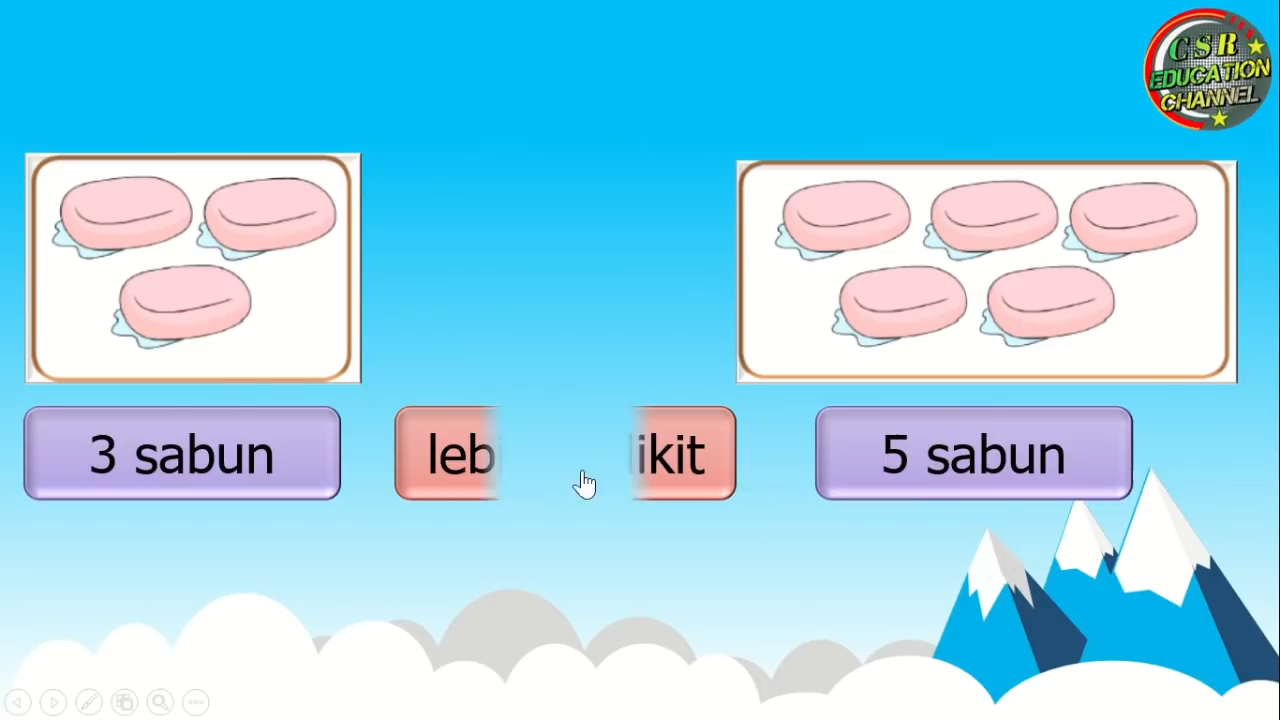 CSR
EDUCATION
CHANNEL
3 sabun
leb
ikit
5 sabun